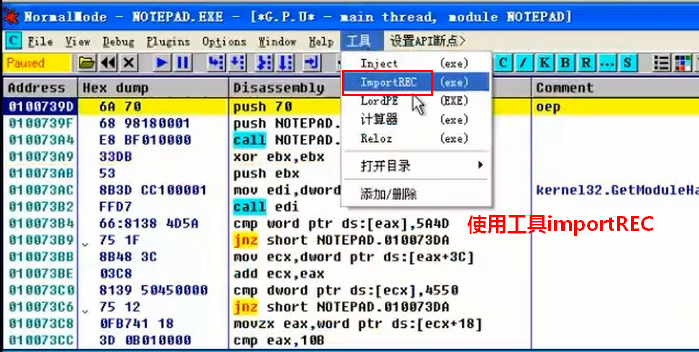 NormalMode - NOTEPAD.EXE - [*G.P.U* - main thread, module NOTEPAD]
C File View Debug Plugins Options Window Help 工具 设置API断点>
Paused C / K B R ... S
Address Hex dump Disassembly Comment
0100739D 6A 70 push 70 oep
0100739F 68 98180001 push NOTEPAD.
010073A4 E8 BF010000 call NOTEPAD.
010073A9 33DB xor ebx,ebx
010073AB 53 push ebx
010073AC 8B3D CC100001 mov edi,dword kernel32.GetModuleHa
010073B2 FFD7 call edi
010073B4 66:8138 4D5A cmp word ptr ds:[eax],5A4D
010073B9 75 1F jnz short NOTEPAD.010073DA
010073BB 8B48 3C mov ecx,dword ptr ds:[eax+3C]
010073BE 03C8 add ecx,eax
010073C0 8139 50450000 cmp dword ptr ds:[ecx],4550
010073C6 75 12 jnz short NOTEPAD.010073DA
010073C8 0FB741 18 movzx eax,word ptr ds:[ecx+18]
010073CC 3D 0B010000 cmp eax,10B
Inject (exe)
ImportREC (exe)
LordPE (EXE)
计算器 (exe)
Reloz (exe)
打开目录
添加/删除
使用工具importREC